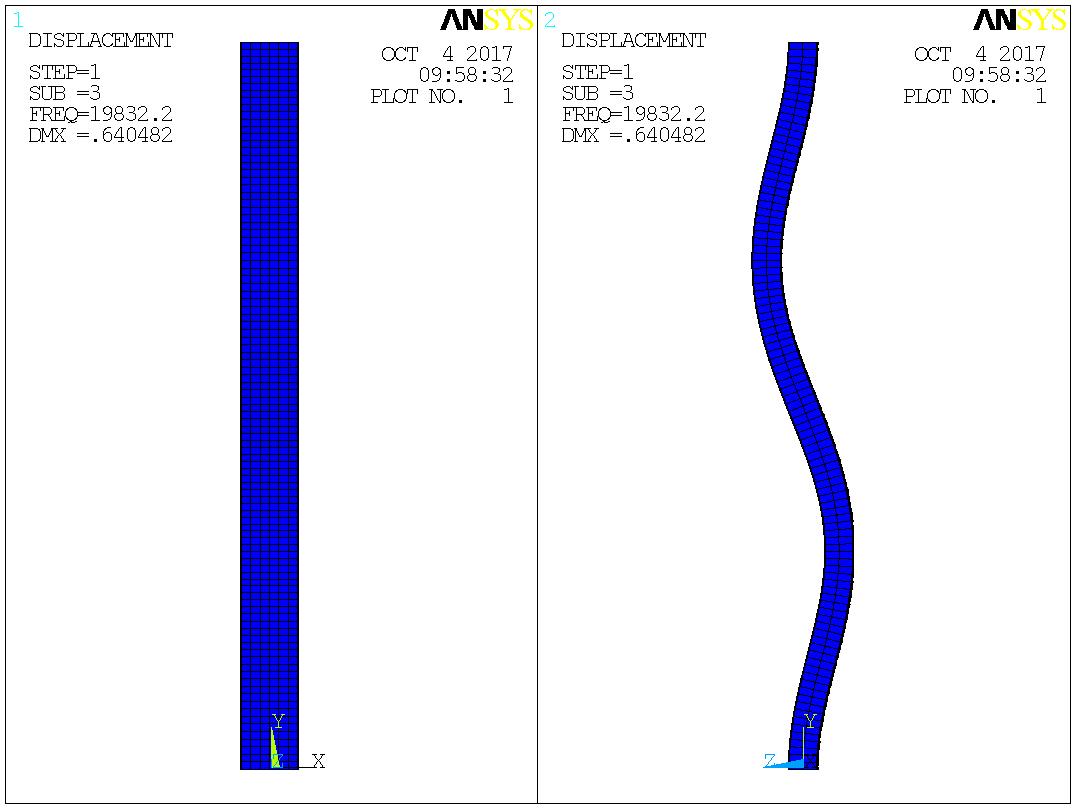 1
ANSYS
DISPLACEMENT
STEP=1
SUB =3
FREQ=19832.2
DMX =.640482
OCT 4 2017
09:58:32
PLOT NO. 1
Y
Z
X
2
ANSYS
DISPLACEMENT
STEP=1
SUB =3
FREQ=19832.2
DMX =.640482
OCT 4 2017
09:58:32
PLOT NO. 1
Y
Z